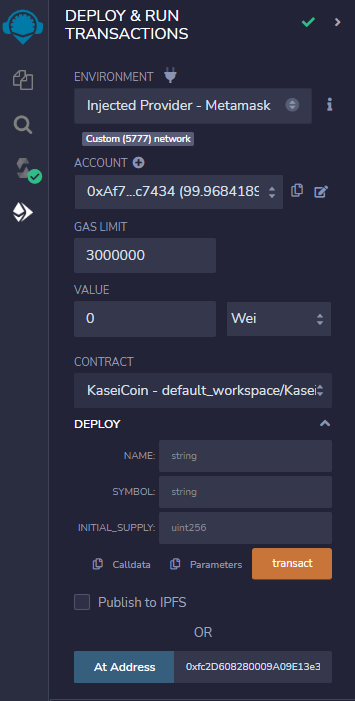 DEPLOY & RUN
TRANSACTIONS
ENVIRONMENT
Injected Provider - Metamask
Custom (5777) network
ACCOUNT
0xAf7...c7434 (99.9684189
GAS LIMIT
3000000
VALUE
0
Wei
CONTRACT
KaseiCoin - default_workspace/Kasei
DEPLOY
NAME:
string
SYMBOL:
string
INITIAL_SUPPLY:
uint256
Calldata
Parameters
transact
Publish to IPFS
OR
At Address
0xfc2D608280009A09E13e3